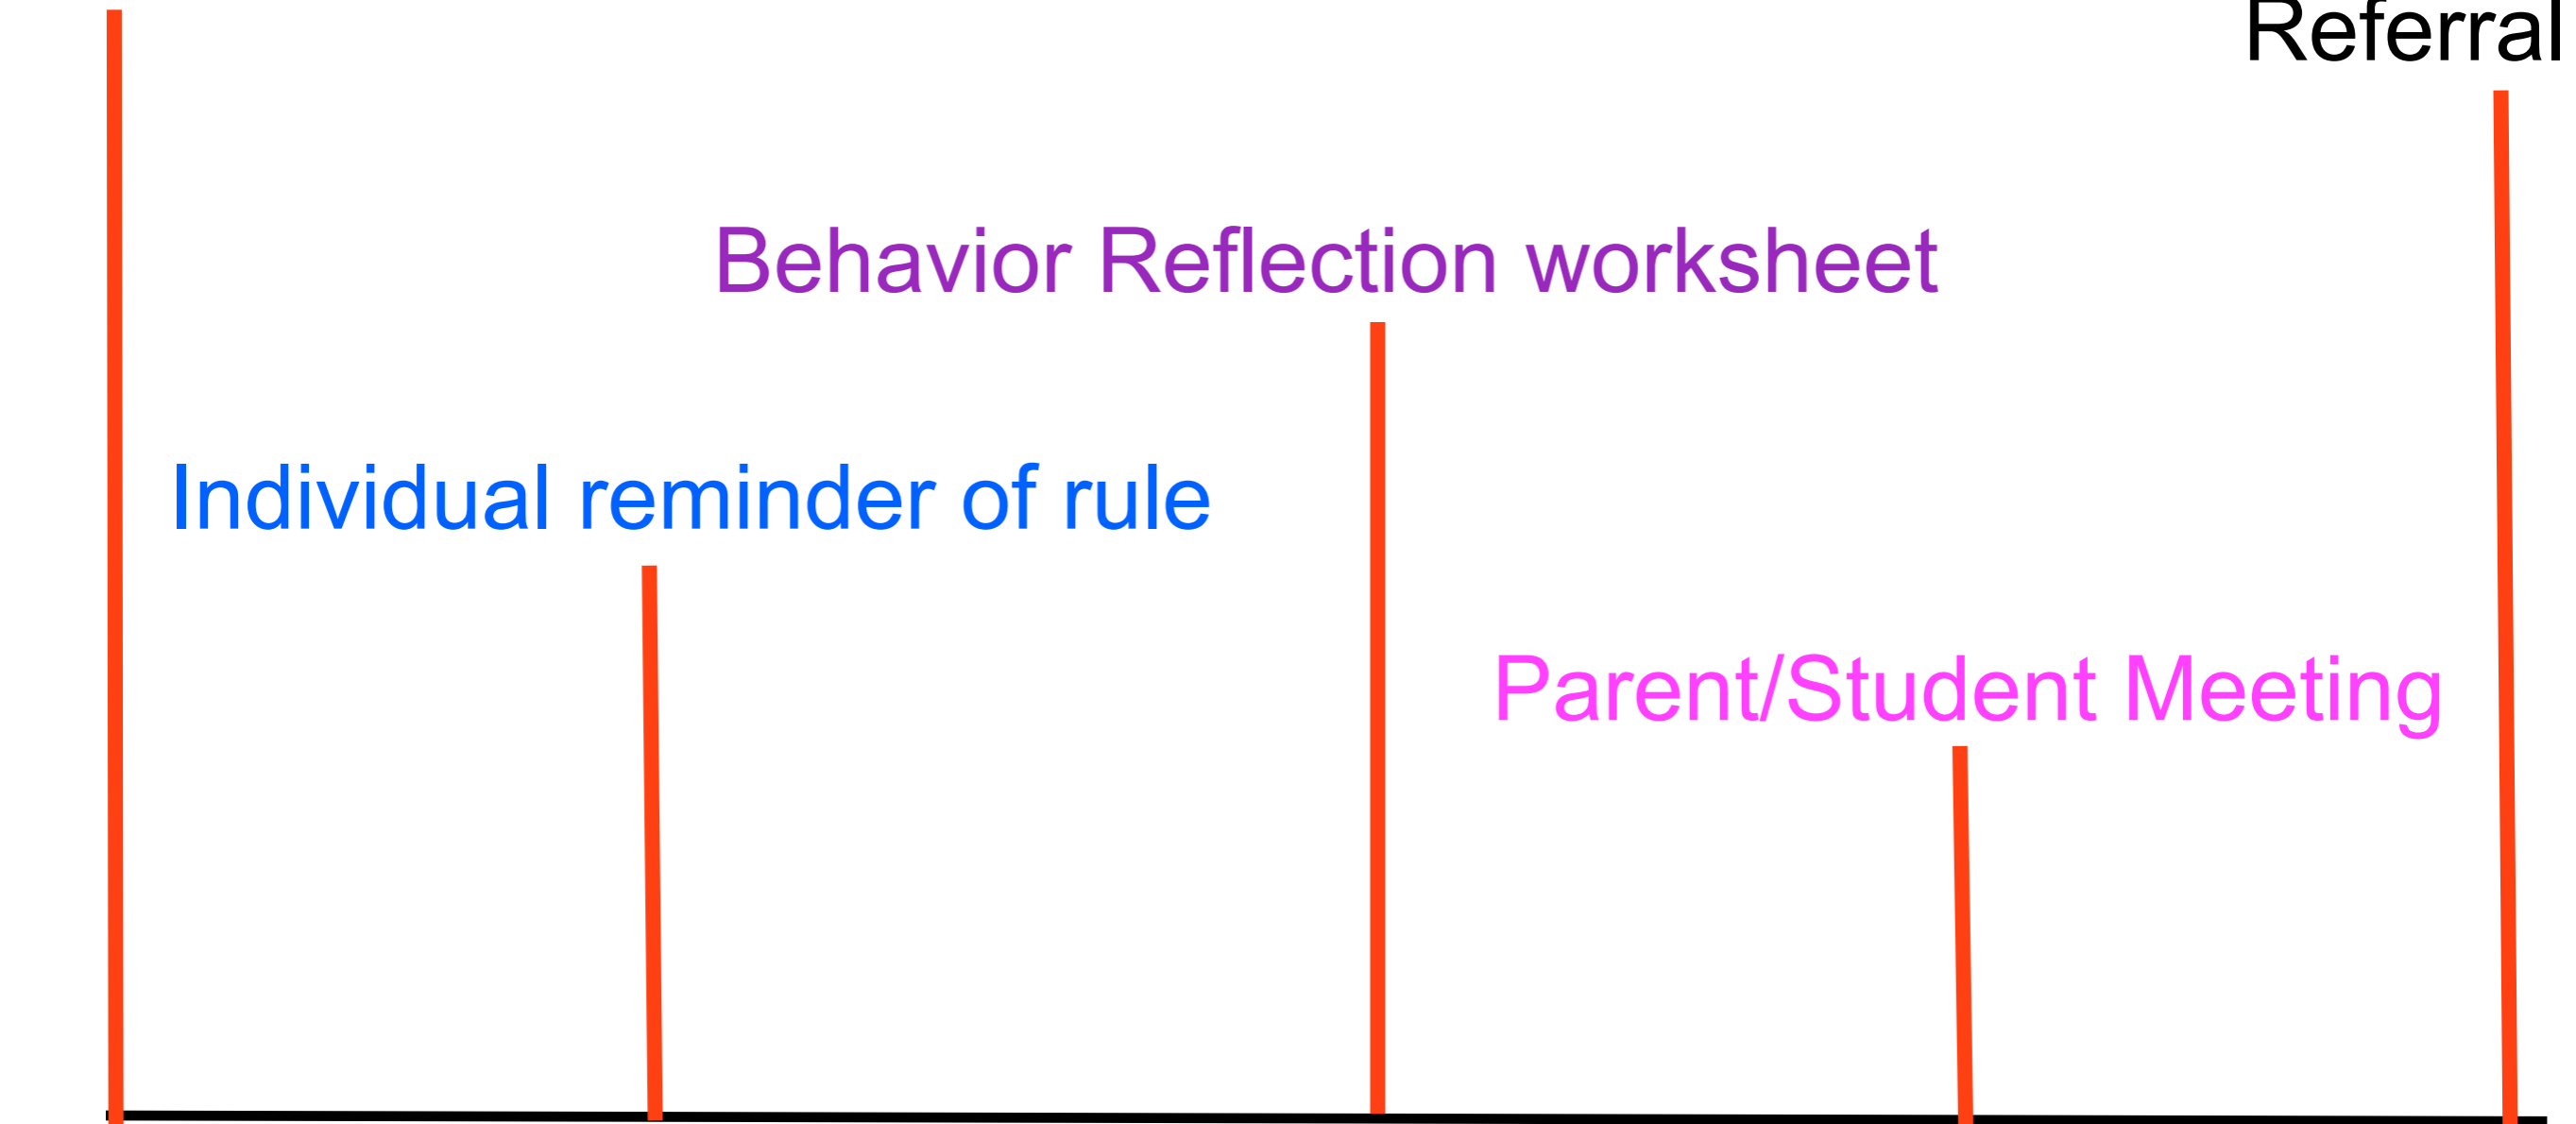 Referral
Behavior Reflection worksheet
Individual reminder of rule
Parent/Student Meeting